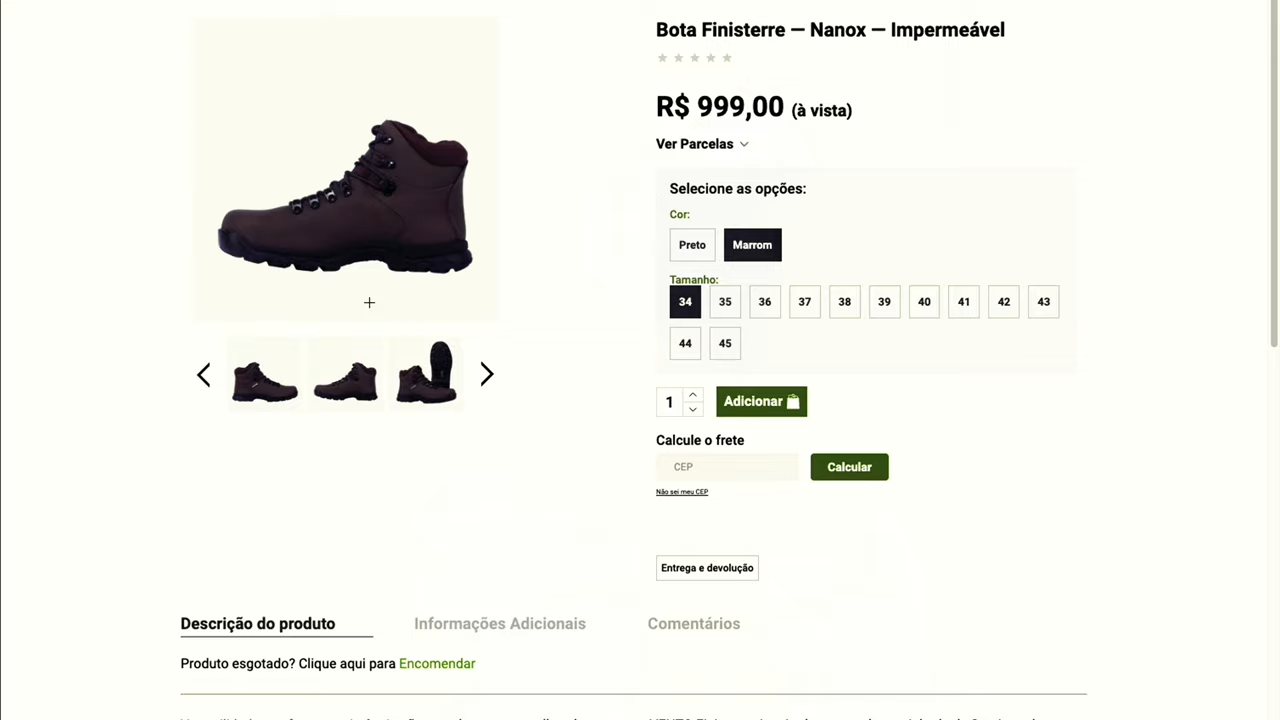 Bota Finisterre — Nanox — Impermeável
R$ 999,00 (à vista)
Ver Parcelas
Selecione as opções:
Cor:
Preto Marrom
Tamanho:
34 35 36 37 38 39 40 41 42 43
44 45
1 Adicionar
Calcule o frete
CEP Calcular
Não sei meu CEP
Entrega e devolução
Descrição do produto Informações Adicionais Comentários
Produto esgotado? Clique aqui para Encomendar